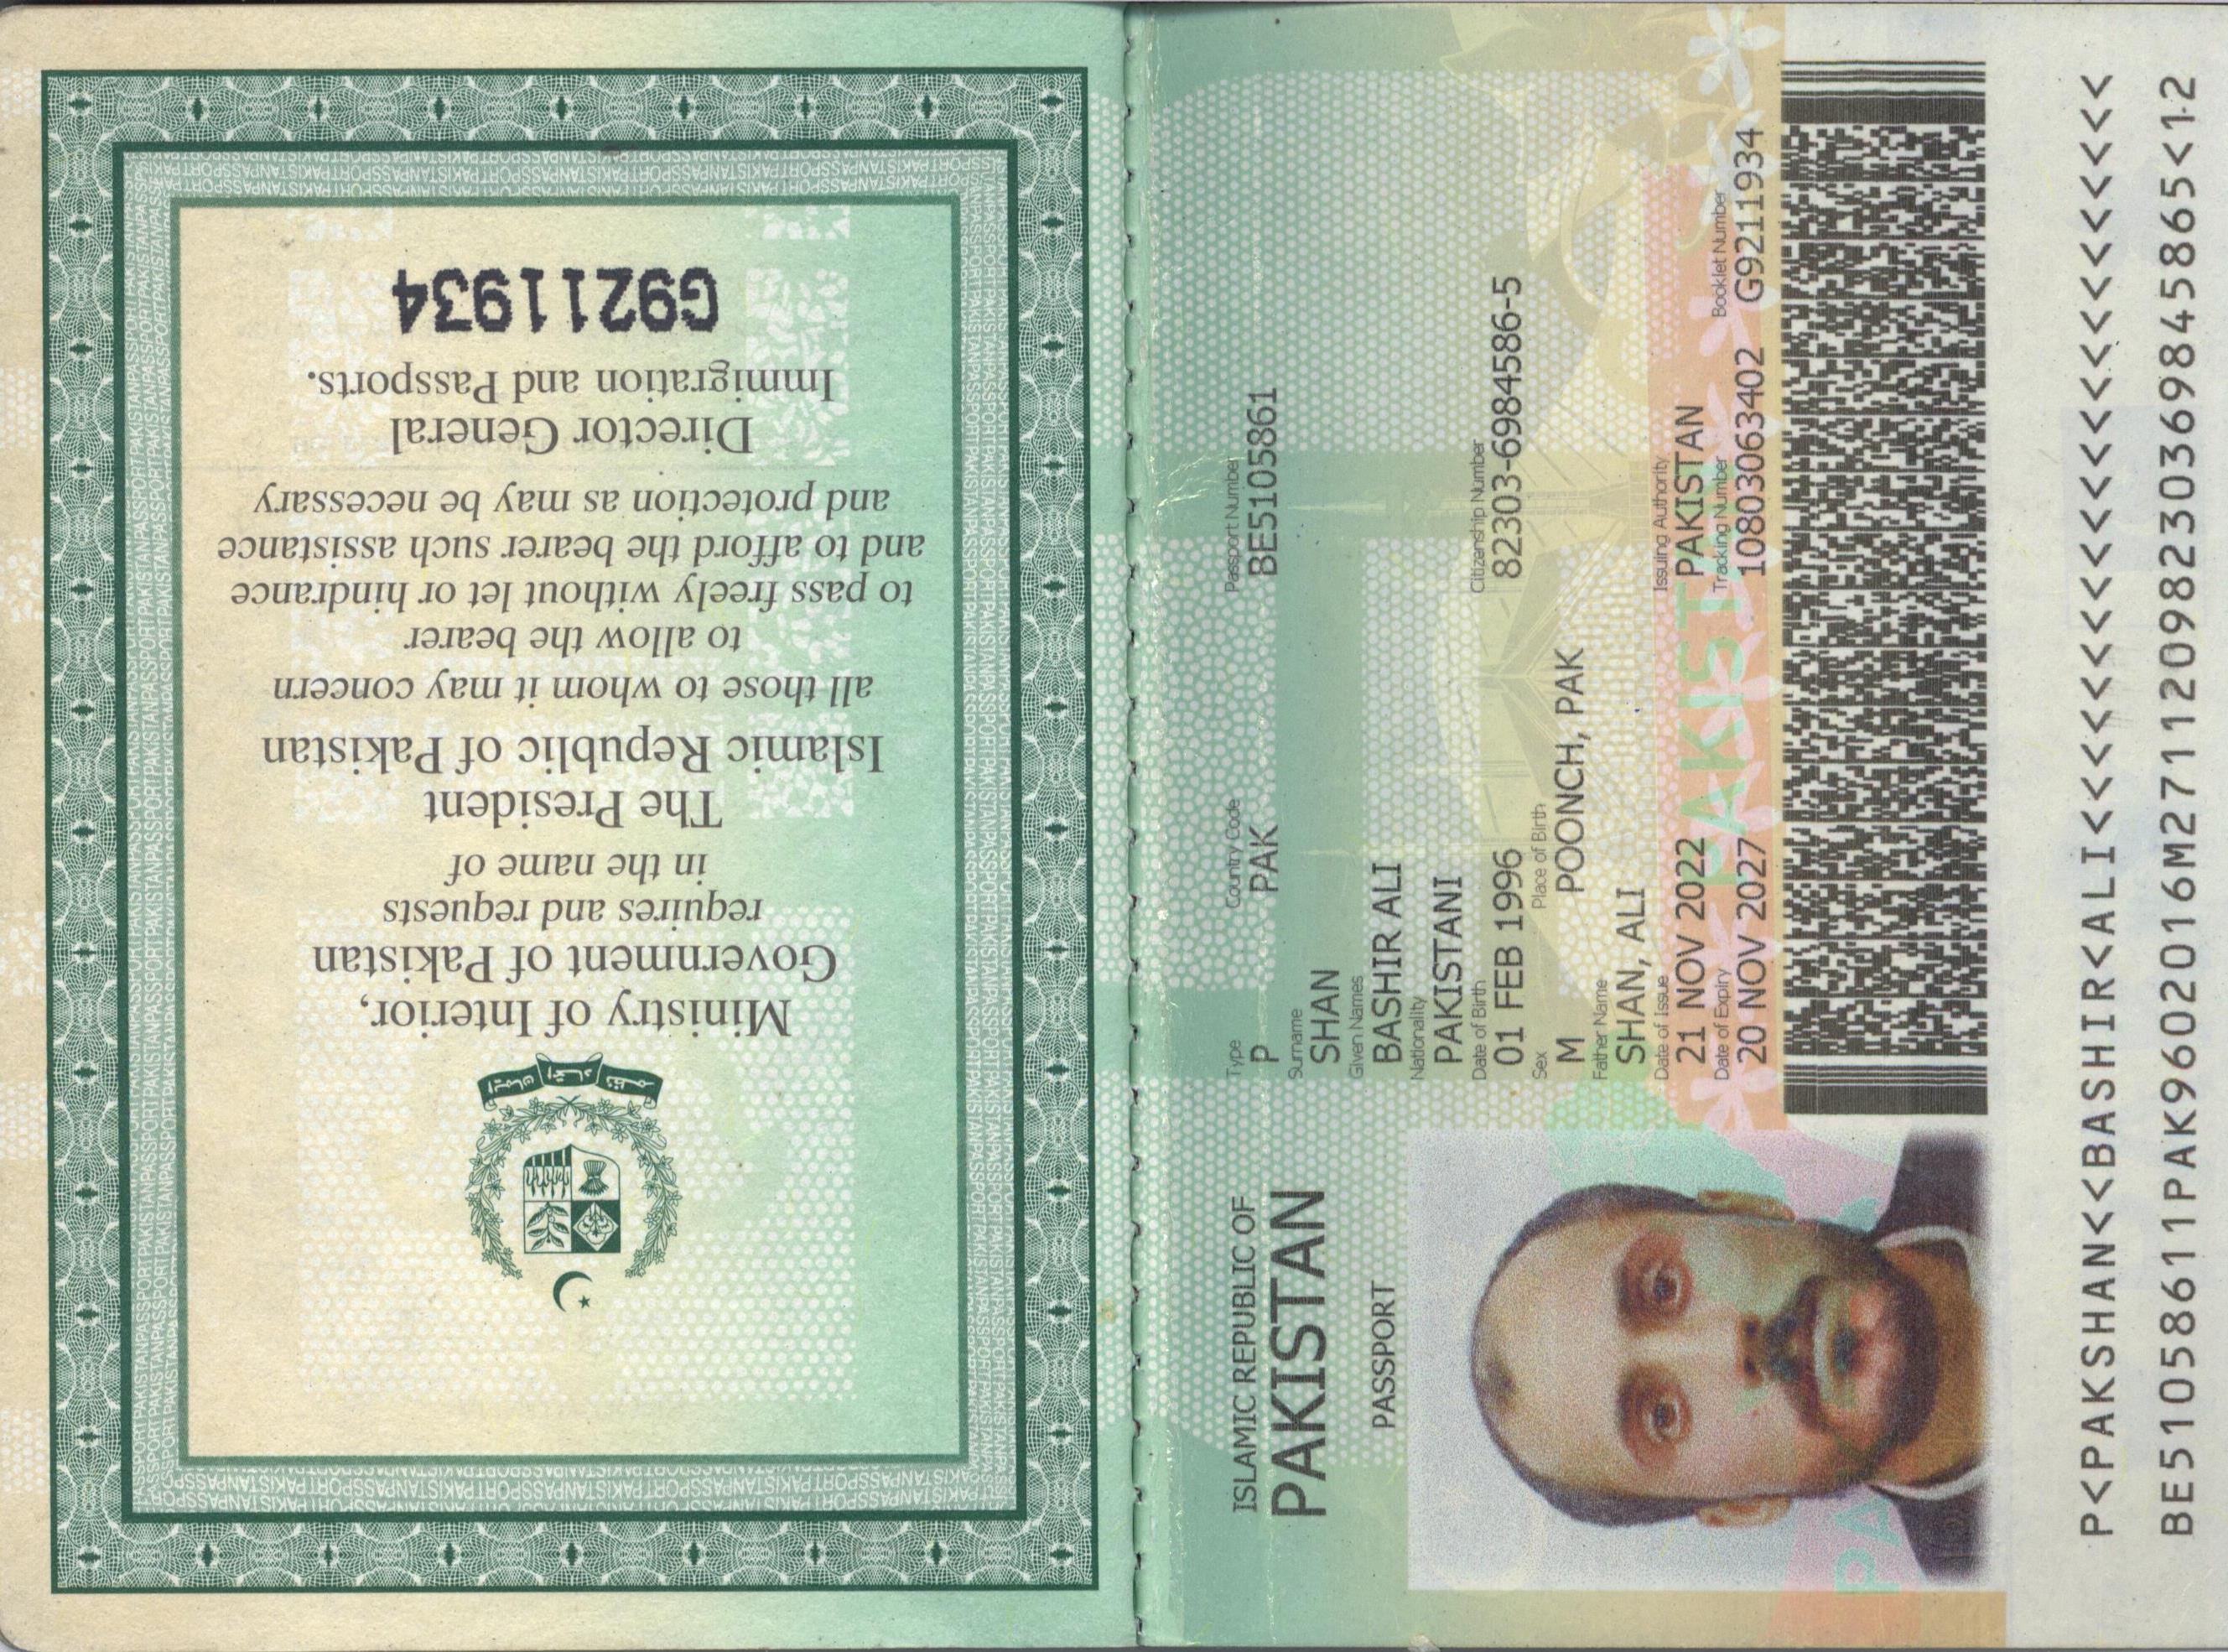 Ministry of Interior,
Government of Pakistan
requires and requests
in the name of
The President
Islamic Republic of Pakistan
all those to whom it may concern
to allow the bearer
to pass freely without let or hindrance
and to afford the bearer such assistance
and protection as may be necessary
Director General
Immigration and Passports.
G9211934
ISLAMIC REPUBLIC OF
PAKISTAN
PASSPORT
Type Country Code Passport Number
P PAK BE5105861
Surname
SHAN
Given Names
BASHIR ALI
Nationality
PAKISTANI
Date of Birth Citizenship Number
01 FEB 1996 82303-6984586-5
Sex Place of Birth
M POONCH, PAK
Father Name
SHAN, ALI
Date of Issue Issuing Authority
21 NOV 2022 PAKISTAN
Date of Expiry Tracking Number Booklet Number
20 NOV 2027 10803063402 G9211934
P<PAKSHAN<<BASHIR<ALI<<<<<<<<<<<<<<<<<<<<<<<
BE51058611PAK9602016M27112098230369845865<12